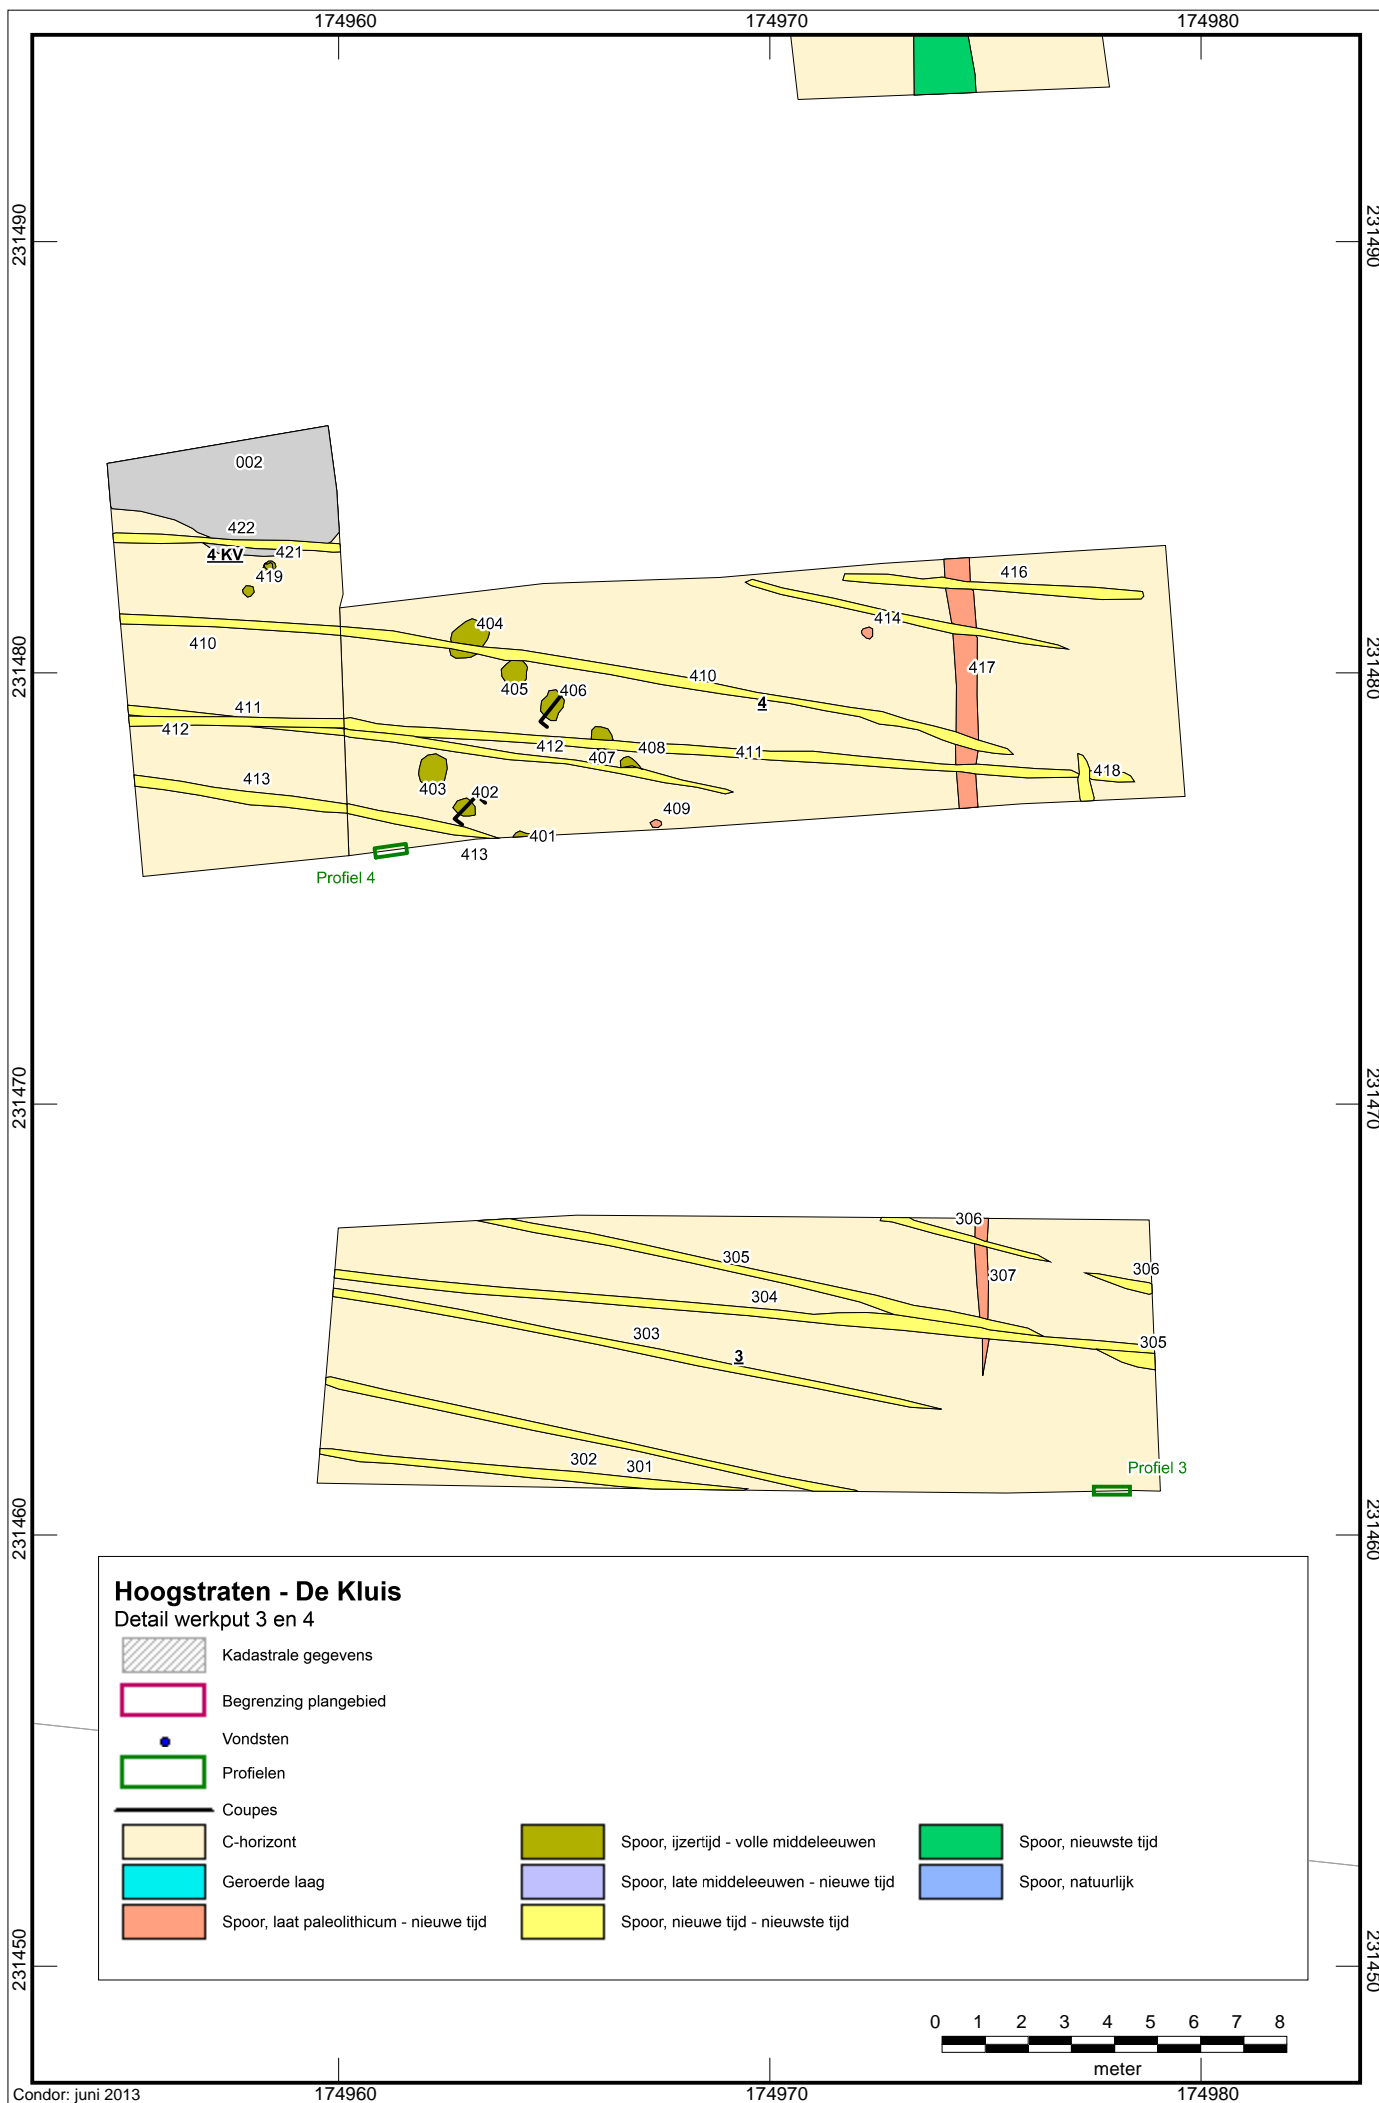 174960 174970 174980
231490 231490
002
422
4 KV 421
419
416
404
414
410
410
417
405 406
4
411
412
412 408 411
407
413
403 402
418
409
401
413
Profiel 4
231480 231480
231470 231470
306
305
306
307
304
303
305
3
302 301
Profiel 3
231460 231460
Hoogstraten - De Kluis
Detail werkput 3 en 4
Kadastrale gegevens
Begrenzing plangebied
Vondsten
Profielen
Coupes
C-horizont
Geroerde laag
Spoor, laat paleolithicum - nieuwe tijd
Spoor, ijzertijd - volle middeleeuwen
Spoor, late middeleeuwen - nieuwe tijd
Spoor, nieuwe tijd - nieuwste tijd
Spoor, nieuwste tijd
Spoor, natuurlijk
231450 231450
0 1 2 3 4 5 6 7 8
meter
Condor: juni 2013
174960 174970 174980